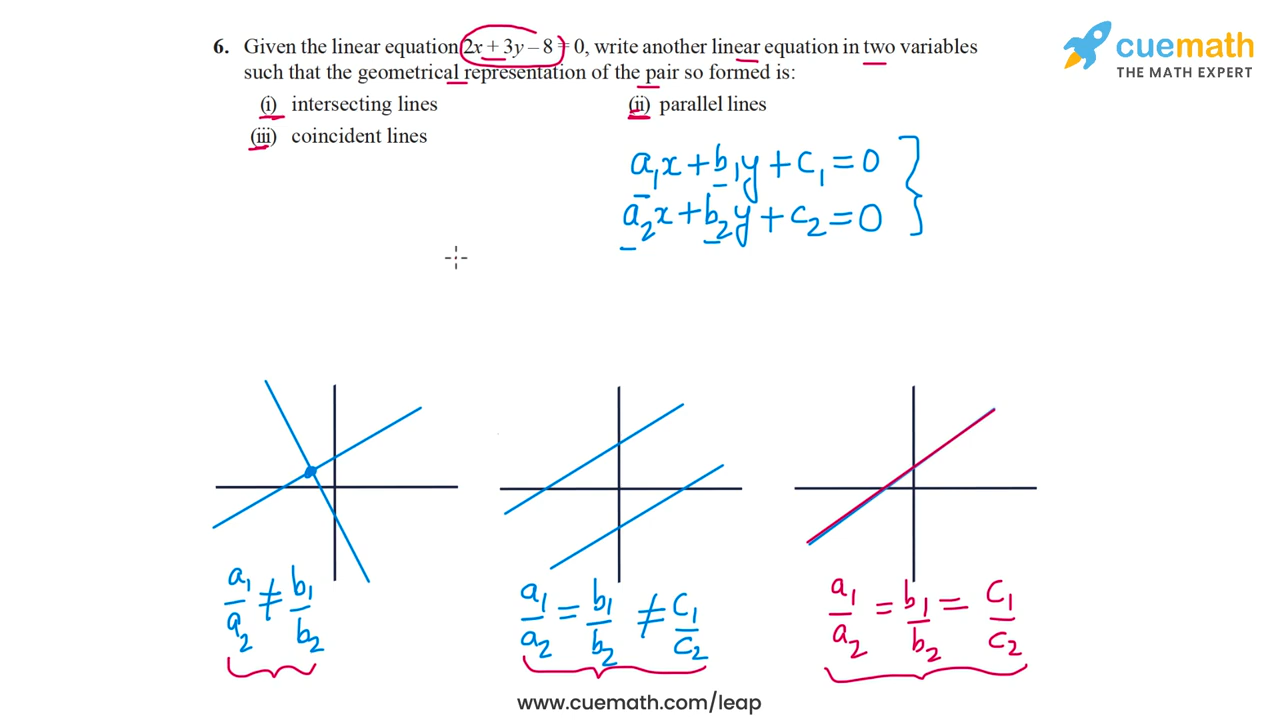 6. Given the linear equation 2x + 3y – 8 = 0, write another linear equation in two variables
such that the geometrical representation of the pair so formed is:
(i) intersecting lines (ii) parallel lines
(iii) coincident lines
cuemath
THE MATH EXPERT
a₁x + b₁y + c₁ = 0
a₂x + b₂y + c₂ = 0
a₁/a₂ ≠ b₁/b₂
a₁/a₂ = b₁/b₂ ≠ c₁/c₂
a₁/a₂ = b₁/b₂ = c₁/c₂
www.cuemath.com/leap